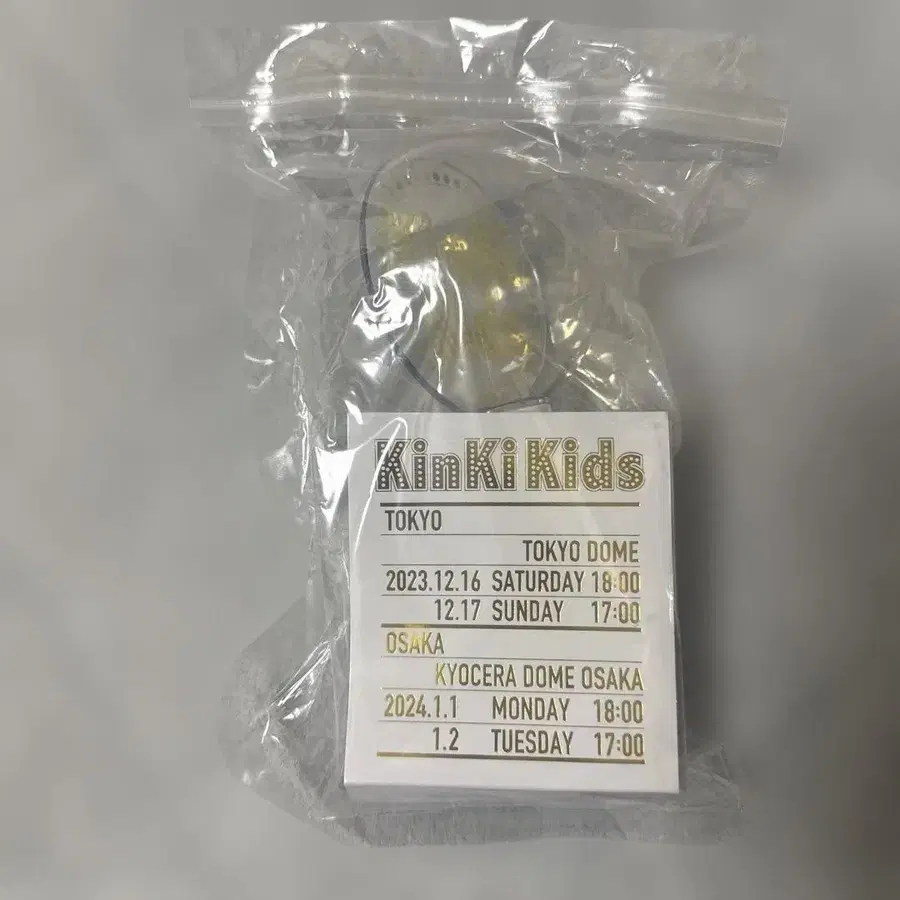 KinKi Kids
TOKYO
TOKYO DOME
2023.12.16 SATURDAY 18:00
12.17 SUNDAY 17:00
OSAKA
KYOCERA DOME OSAKA
2024.1.1 MONDAY 18:00
1.2 TUESDAY 17:00